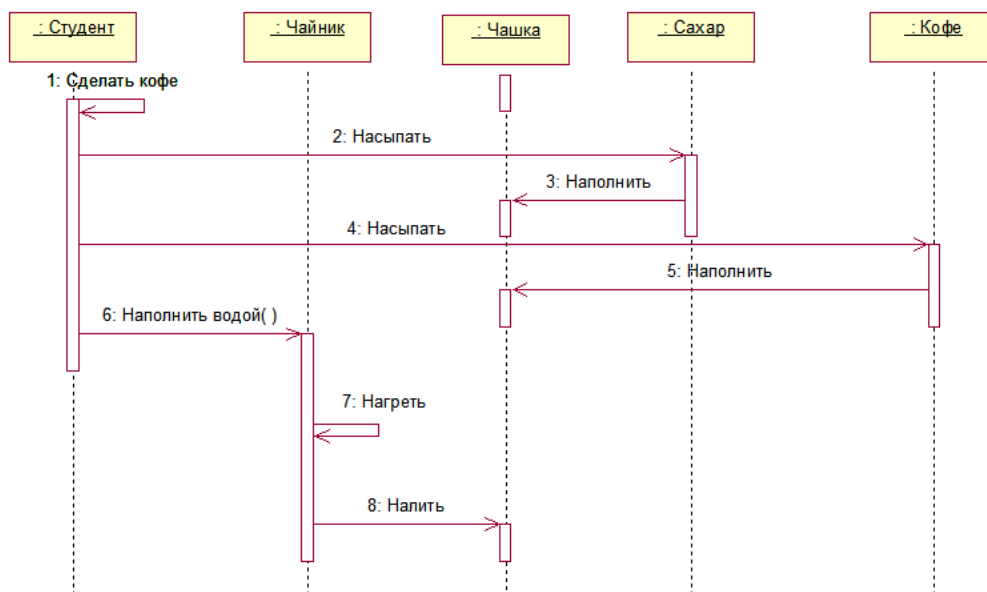 _: Студент
_: Чайник
_: Чашка
_: Сахар
_: Кофе
1: Сделать кофе
2: Насыпать
3: Наполнить
4: Насыпать
5: Наполнить
6: Наполнить водой( )
7: Нагреть
8: Налить